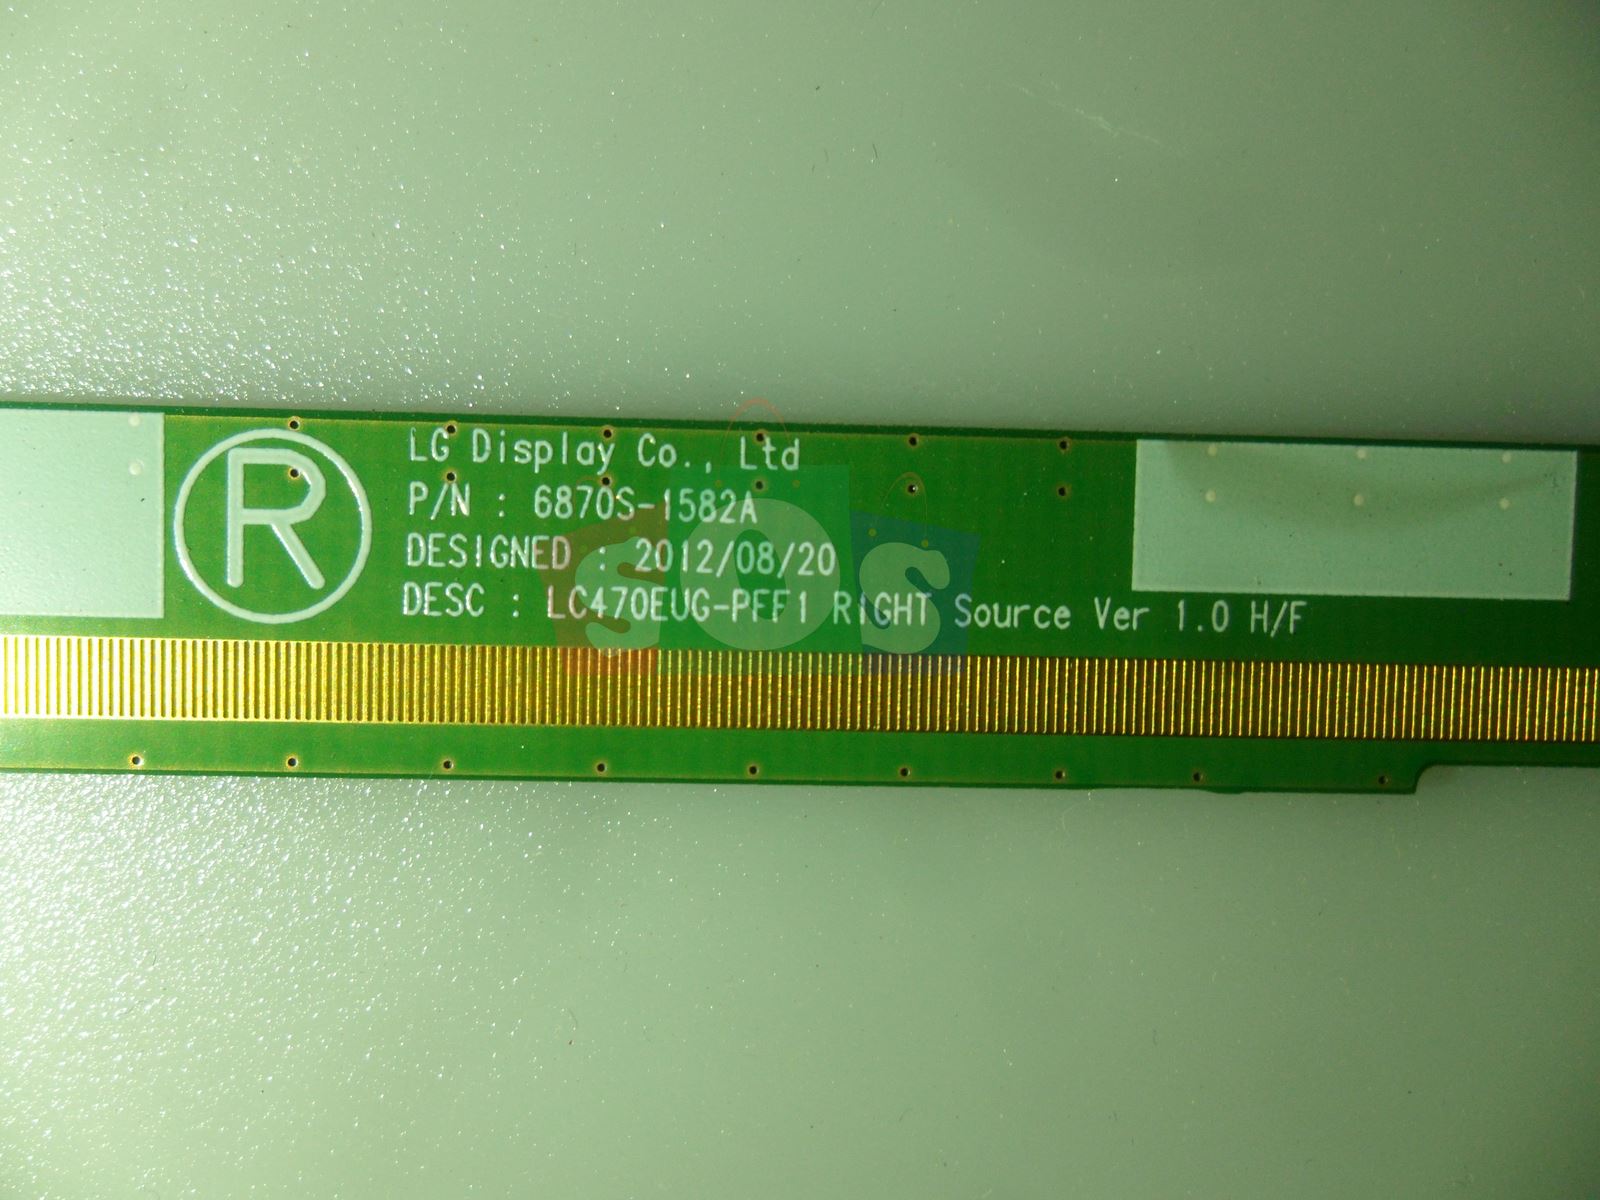 R
LG Display Co., Ltd
P/N : 6870S-1582A
DESIGNED : 2012/08/20
DESC : LC470EUG-PFF1 RIGHT Source Ver 1.0 H/F
sos